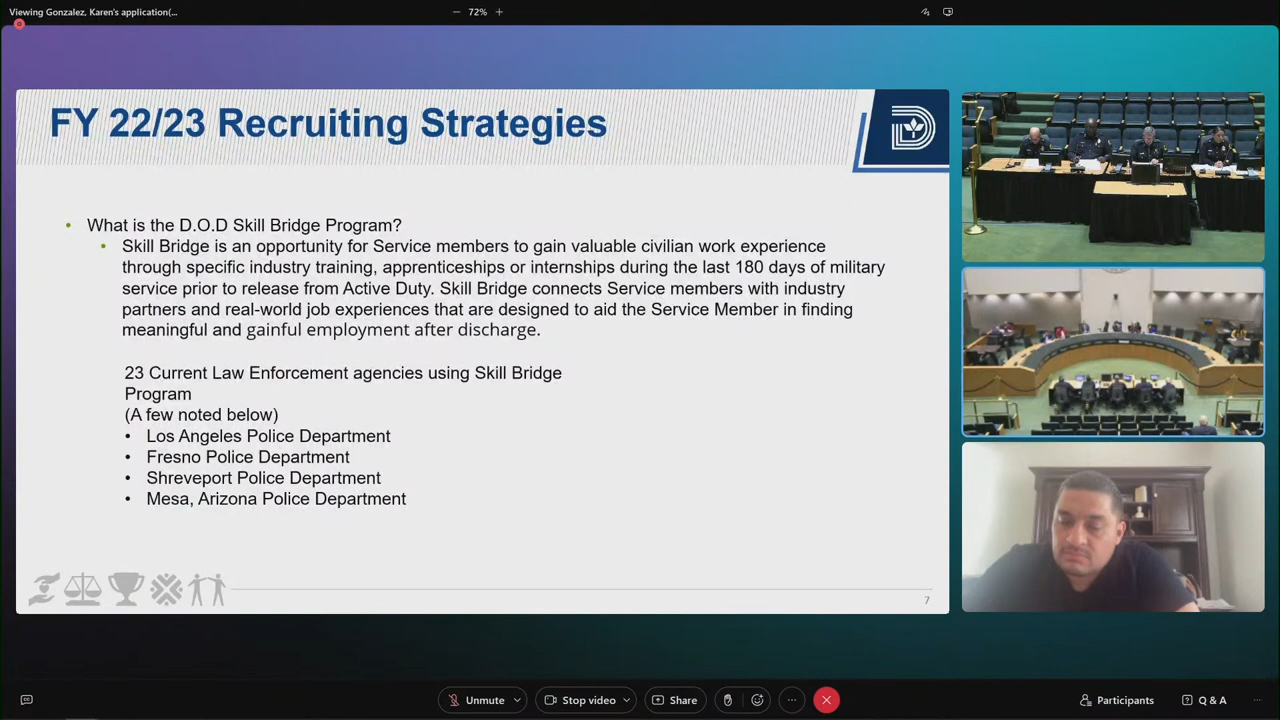 Viewing Gonzalez, Karen's application(...
72%
FY 22/23 Recruiting Strategies
• What is the D.O.D Skill Bridge Program?
• Skill Bridge is an opportunity for Service members to gain valuable civilian work experience
through specific industry training, apprenticeships or internships during the last 180 days of military
service prior to release from Active Duty. Skill Bridge connects Service members with industry
partners and real-world job experiences that are designed to aid the Service Member in finding
meaningful and gainful employment after discharge.
23 Current Law Enforcement agencies using Skill Bridge
Program
(A few noted below)
• Los Angeles Police Department
• Fresno Police Department
• Shreveport Police Department
• Mesa, Arizona Police Department
7
Unmute
Stop video
Share
Participants
Q & A